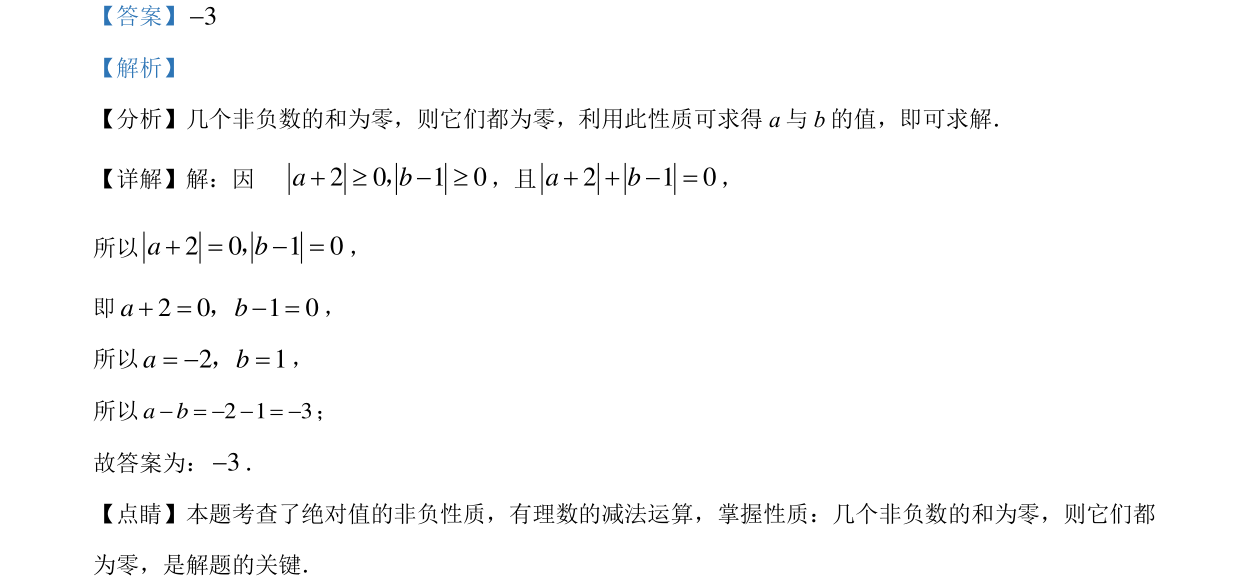 【答案】−3
【解析】
【分析】几个非负数的和为零，则它们都为零，利用此性质可求得 a 与 b 的值，即可求解．
【详解】解：因 |a+2|≥0,|b−1|≥0，且|a+2|+|b−1|=0，
所以|a+2|=0,|b−1|=0，
即 a+2=0，b−1=0，
所以 a=−2，b=1，
所以 a−b=−2−1=−3；
故答案为：−3．
【点睛】本题考查了绝对值的非负性质，有理数的减法运算，掌握性质：几个非负数的和为零，则它们都
为零，是解题的关键．